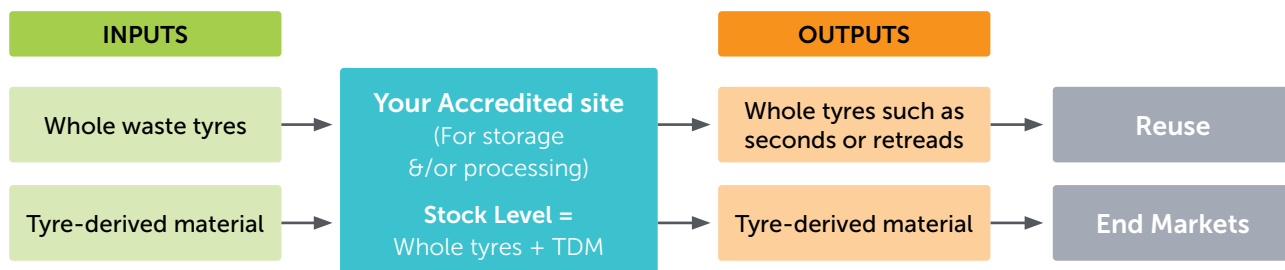 INPUTS
OUTPUTS
Whole waste tyres
Your Accredited site
(For storage
&/or processing)
Whole tyres such as
seconds or retreads
Reuse
Tyre-derived material
Stock Level =
Whole tyres + TDM
Tyre-derived material
End Markets